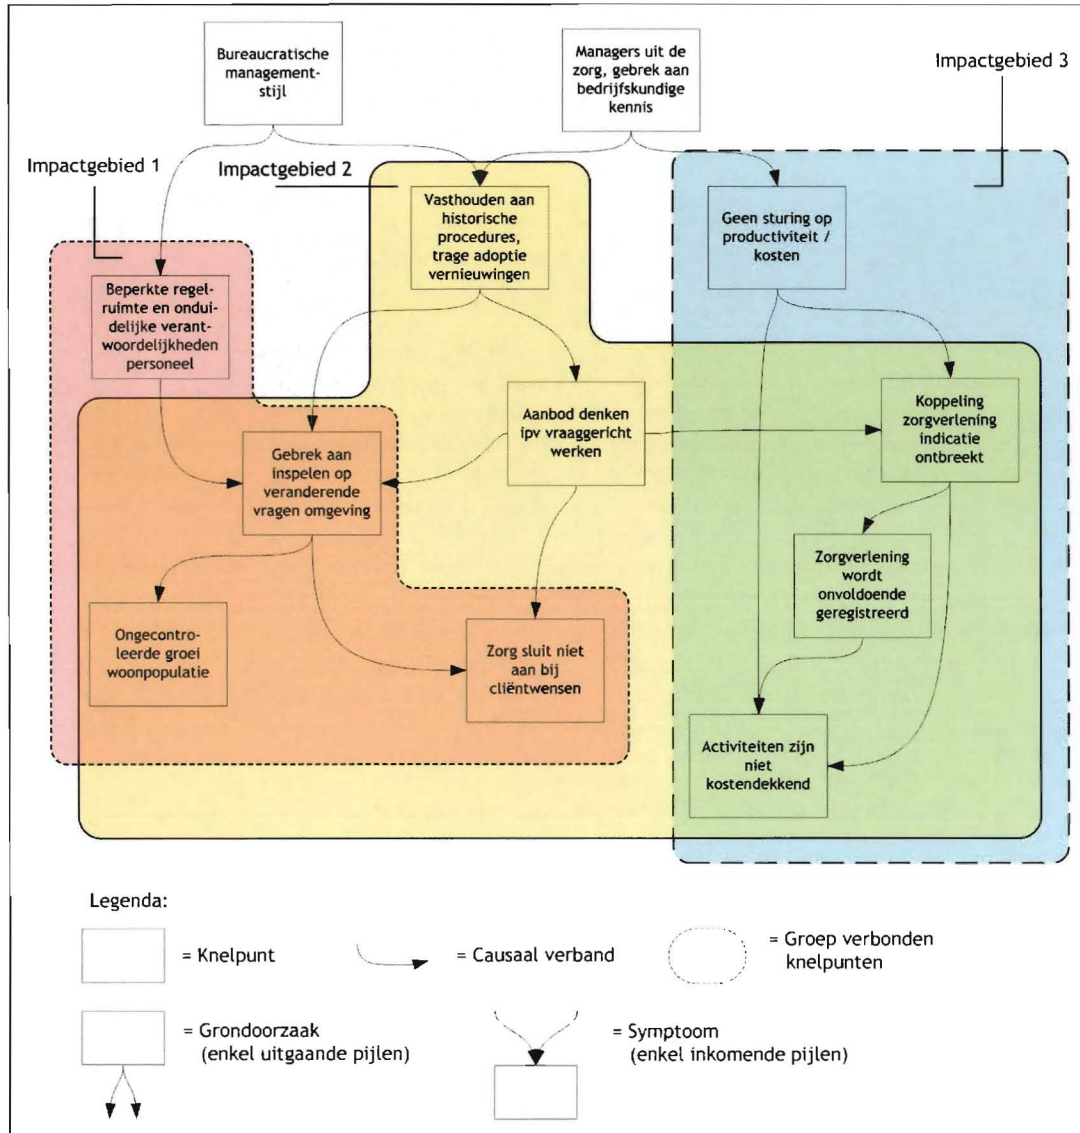 Bureaucratische
management-
stijl
Managers uit de
zorg, gebrek aan
bedrijfskundige
kennis
Impactgebied 3
Impactgebied 1
Impactgebied 2
Vasthouden aan
historische
procedures,
trage adoptie
vernieuwingen
Geen sturing op
productiviteit /
kosten
Beperkte regel-
ruimte en ondui-
delijke verant-
woordelijkheden
personeel
Aanbod denken
ipv vraaggericht
werken
Koppeling
zorgverlening
indicatie
ontbreekt
Gebrek aan
inspelen op
veranderende
vragen omgeving
Zorgverlening
wordt
onvoldoende
geregistreerd
Ongecontro-
leerde groei
woonpopulatie
Zorg sluit niet
aan bij
cliëntwensen
Activiteiten zijn
niet
kostendekkend
Legenda:
= Knelpunt
= Causaal verband
= Groep verbonden
knelpunten
= Grondoorzaak
(enkel uitgaande pijlen)
= Symptoom
(enkel inkomende pijlen)